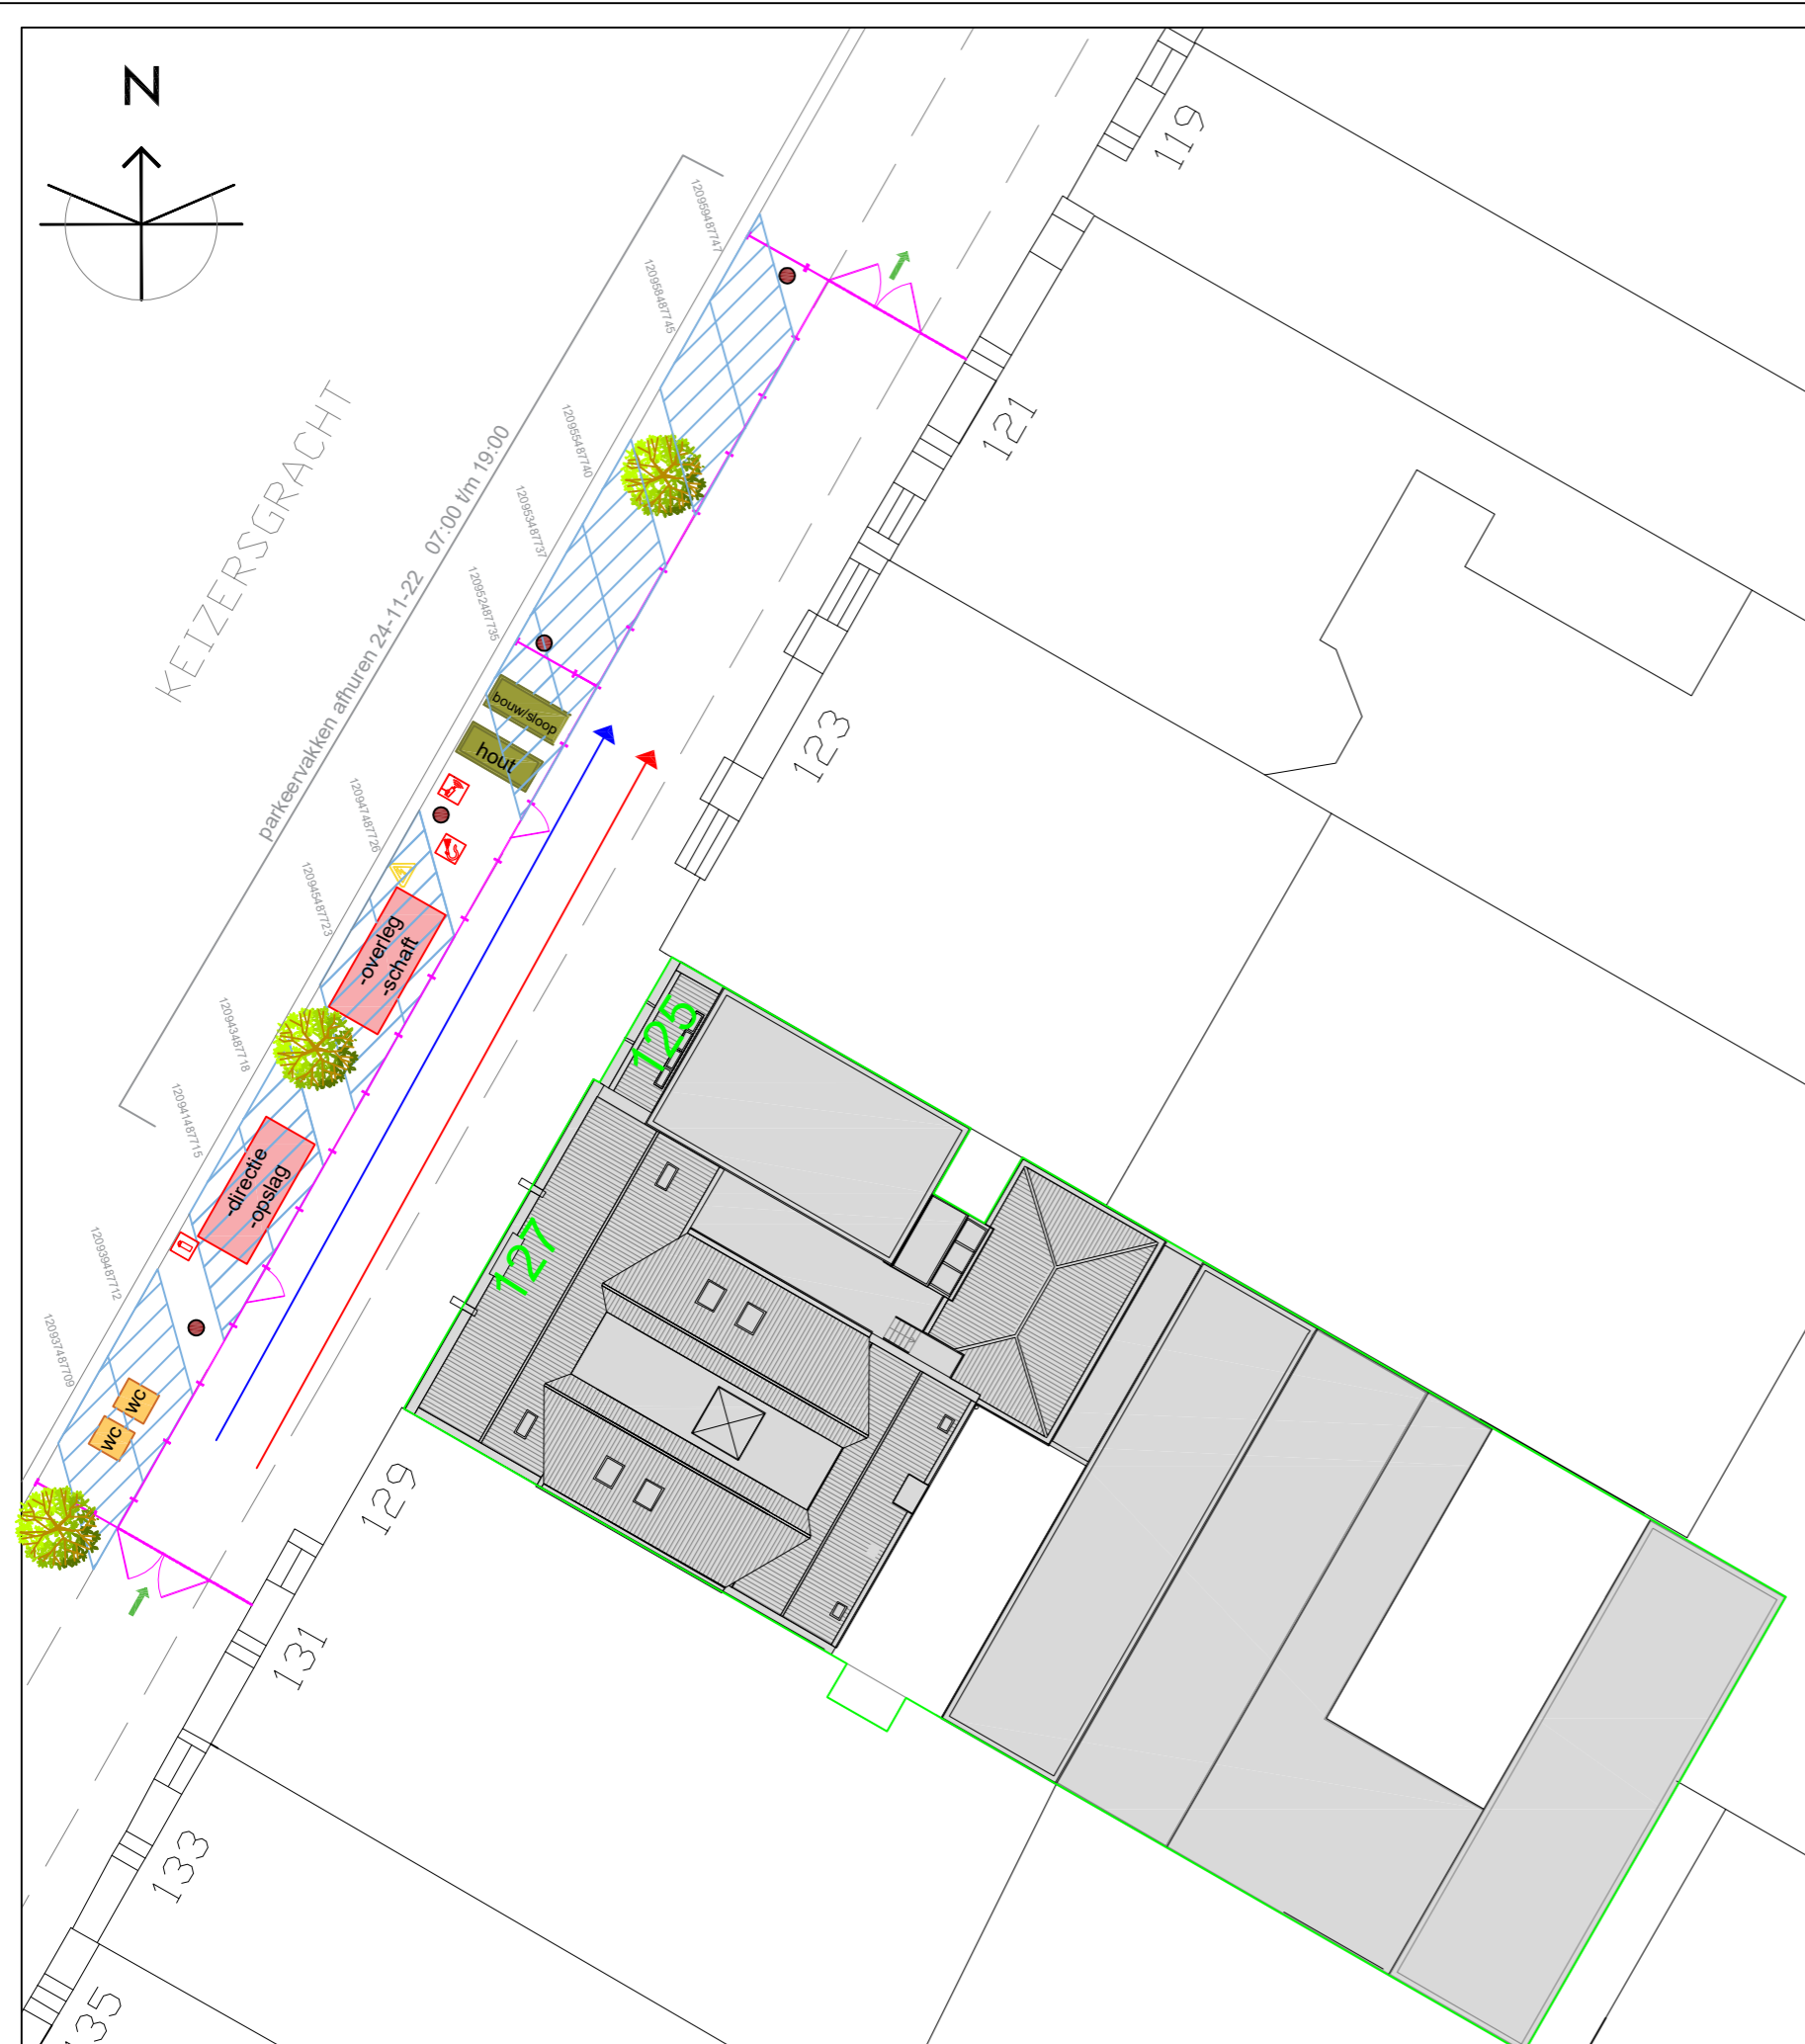 N
119
120959487747
120958487745
121
120955487740
KEIZERSGRACHT
parkeervakken afhuren 24-11-22 07:00 t/m 19:00
120953487737
120952487735
bouw/sloop
hout
123
120947487726
120945487723
-overleg
-schaft
125
120943487718
120941487715
-directie
-opslag
127
120939487712
120937487709
wc
wc
129
131
133
135